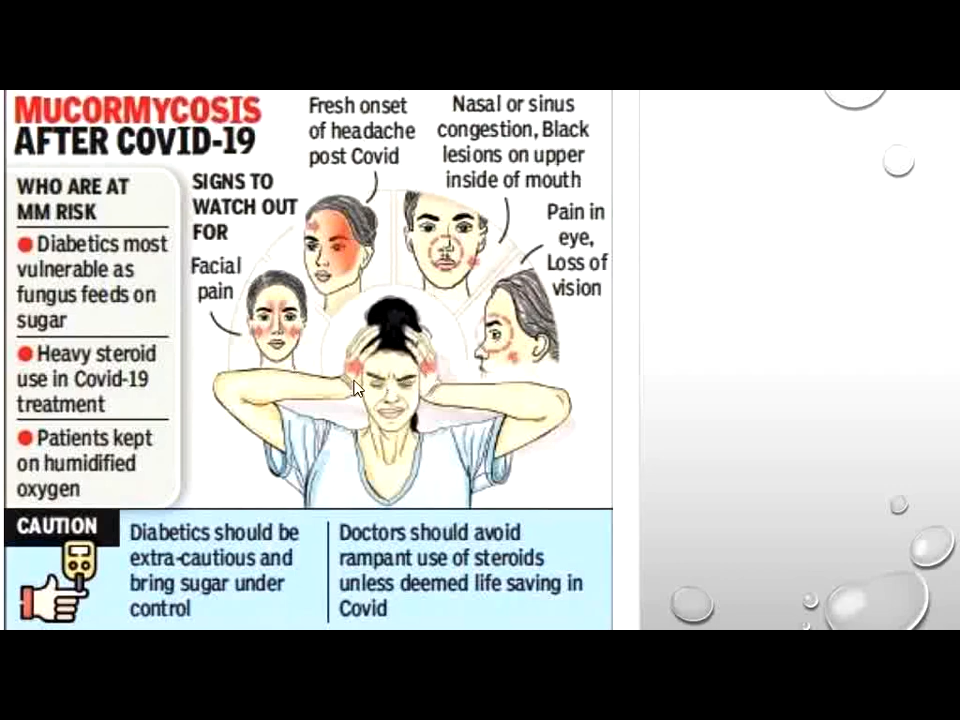 MUCORMYCOSIS
AFTER COVID-19
WHO ARE AT
MM RISK
Diabetics most
vulnerable as
fungus feeds on
sugar
Heavy steroid
use in Covid-19
treatment
Patients kept
on humidified
oxygen
SIGNS TO
WATCH OUT
FOR
Facial
pain
Fresh onset
of headache
post Covid
Nasal or sinus
congestion, Black
lesions on upper
inside of mouth
Pain in
eye,
Loss of
vision
CAUTION
Diabetics should be
extra-cautious and
bring sugar under
control
Doctors should avoid
rampant use of steroids
unless deemed life saving in
Covid